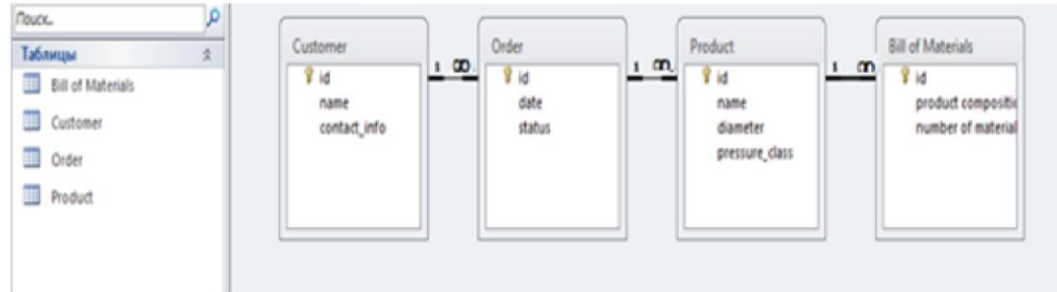 Поиск...
Таблицы
Bill of Materials
Customer
Order
Product
Customer
id
name
contact_info
1 ∞
Order
id
date
status
1 ∞
Product
id
name
diameter
pressure_class
1 ∞
Bill of Materials
id
product compositic
number of material